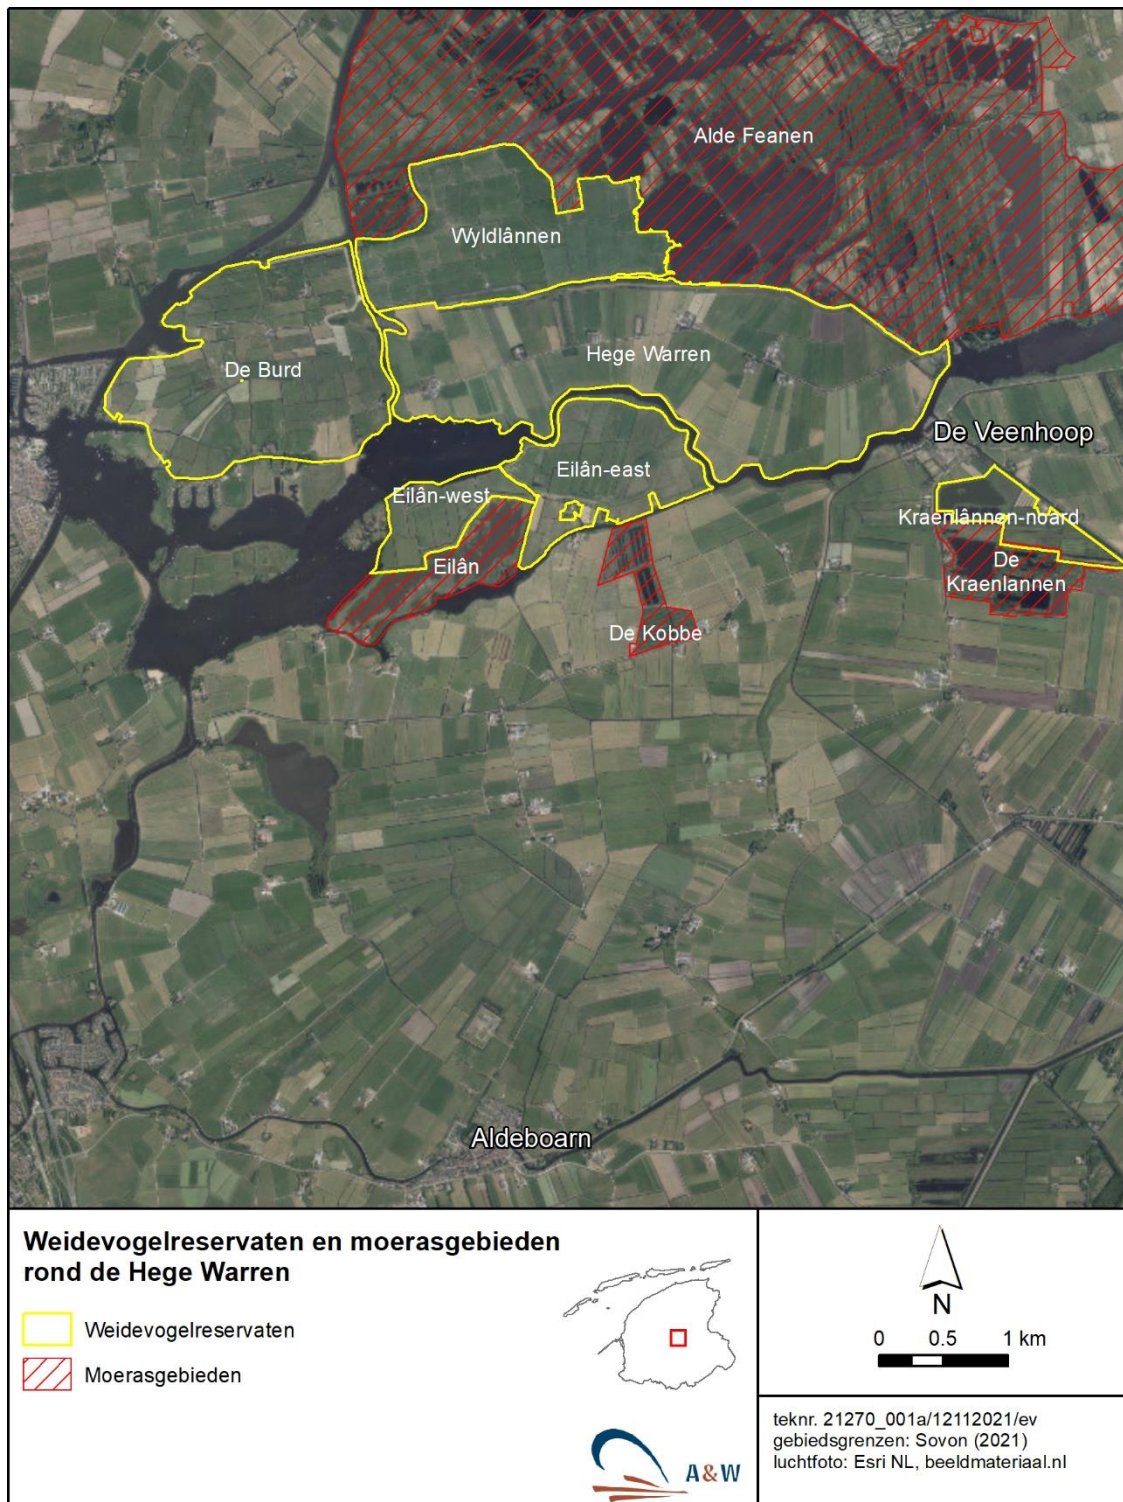 Alde Feanen
Wyldlânnen
Hege Warren
De Burd
De Veenhoop
Eilân-east
Eilân-west
Kraenlânnen-noard
Eilân
De
Kraenlannen
De Kobbe
Aldeboarn
Weidevogelreservaten en moerasgebieden
rond de Hege Warren
Weidevogelreservaten
Moerasgebieden
A&W
N
0 0.5 1 km
teknr. 21270_001a/12112021/ev
gebiedsgrenzen: Sovon (2021)
luchtfoto: Esri NL, beeldmateriaal.nl